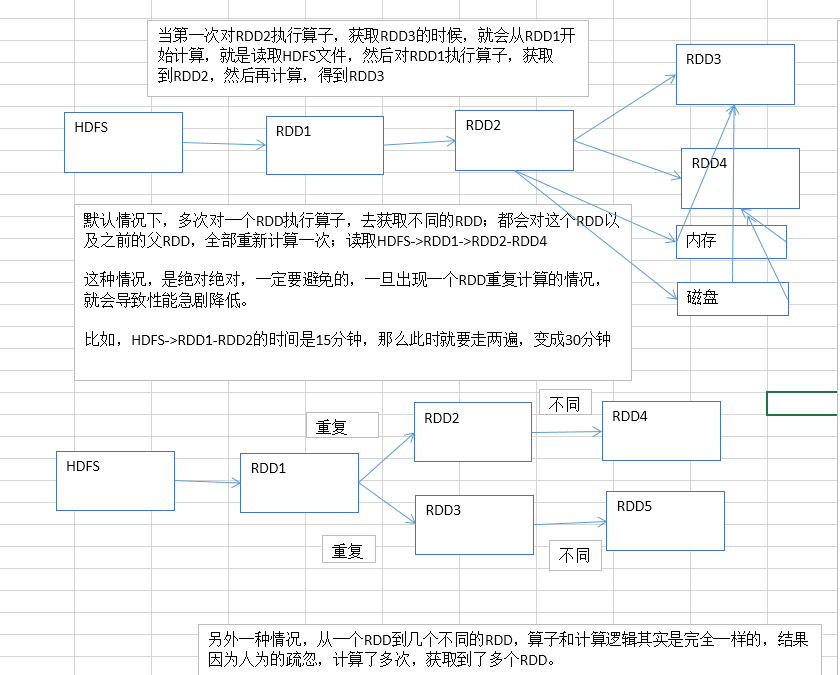 当第一次对RDD2执行算子，获取RDD3的时候，就会从RDD1开
始计算，就是读取HDFS文件，然后对RDD1执行算子，获取
到RDD2，然后再计算，得到RDD3
RDD3
HDFS
RDD1
RDD2
RDD4
默认情况下，多次对一个RDD执行算子，去获取不同的RDD；都会对这个RDD以
及之前的父RDD，全部重新计算一次；读取HDFS->RDD1->RDD2-RDD4
内存
这种情况，是绝对绝对，一定要避免的，一旦出现一个RDD重复计算的情况，
就会导致性能急剧降低。
磁盘
比如，HDFS->RDD1-RDD2的时间是15分钟，那么此时就要走两遍，变成30分钟
不同
重复
RDD2
RDD4
HDFS
RDD1
RDD3
RDD5
重复
不同
另外一种情况，从一个RDD到几个不同的RDD，算子和计算逻辑其实是完全一样的，结果
因为人为的疏忽，计算了多次，获取到了多个RDD。